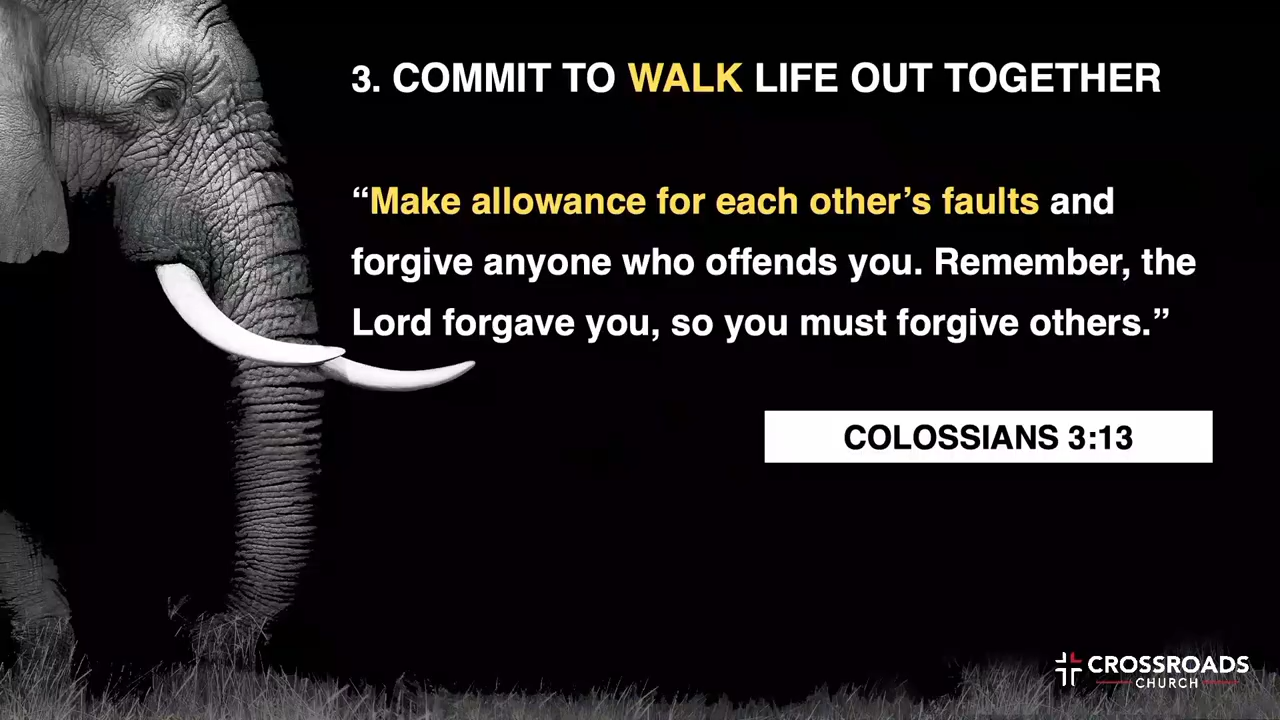 3. COMMIT TO WALK LIFE OUT TOGETHER
“Make allowance for each other’s faults and
forgive anyone who offends you. Remember, the
Lord forgave you, so you must forgive others.”
COLOSSIANS 3:13
CROSSROADS
CHURCH